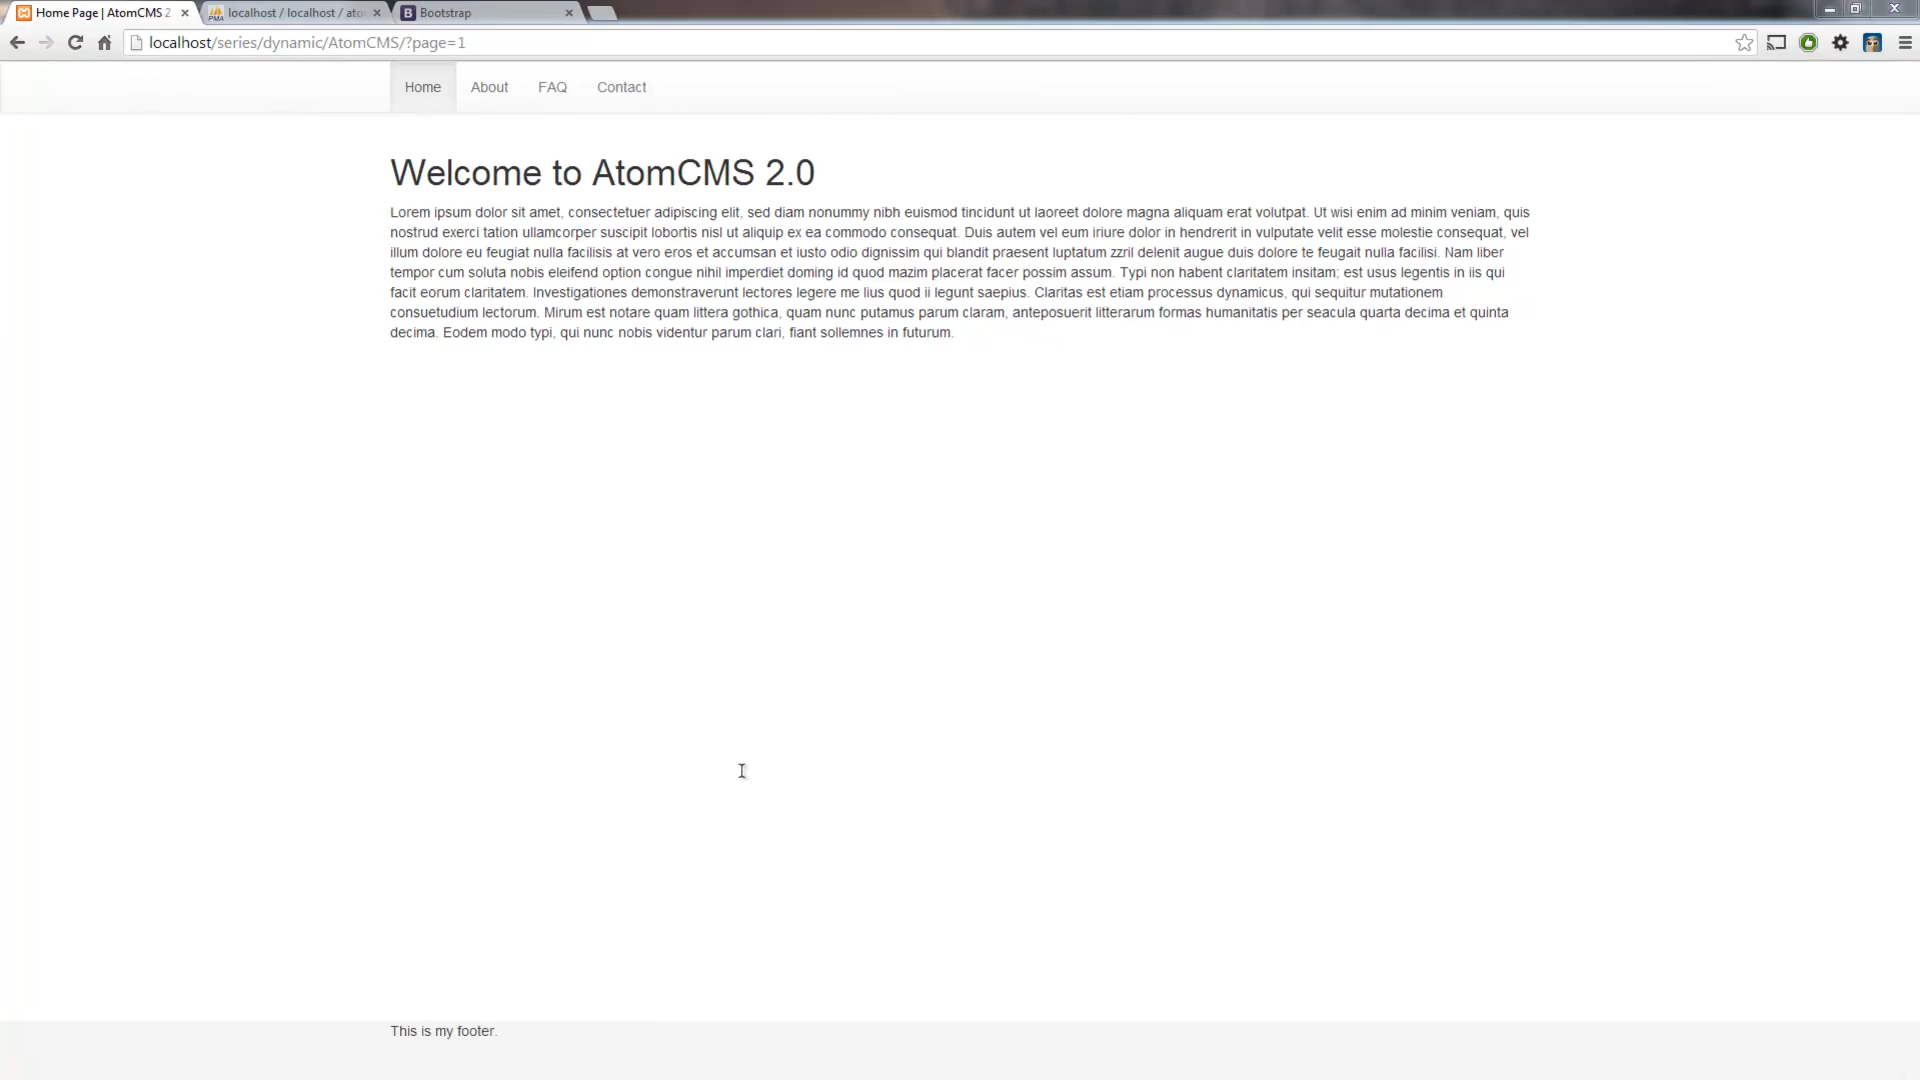 Home Page | AtomCMS 2
localhost / localhost / ato
Bootstrap
localhost/series/dynamic/AtomCMS/?page=1
Home About FAQ Contact
Welcome to AtomCMS 2.0
Lorem ipsum dolor sit amet, consectetuer adipiscing elit, sed diam nonummy nibh euismod tincidunt ut laoreet dolore magna aliquam erat volutpat. Ut wisi enim ad minim veniam, quis
nostrud exerci tation ullamcorper suscipit lobortis nisl ut aliquip ex ea commodo consequat. Duis autem vel eum iriure dolor in hendrerit in vulputate velit esse molestie consequat, vel
illum dolore eu feugiat nulla facilisis at vero eros et accumsan et iusto odio dignissim qui blandit praesent luptatum zzril delenit augue duis dolore te feugait nulla facilisi. Nam liber
tempor cum soluta nobis eleifend option congue nihil imperdiet doming id quod mazim placerat facer possim assum. Typi non habent claritatem insitam; est usus legentis in iis qui
facit eorum claritatem. Investigationes demonstraverunt lectores legere me lius quod ii legunt saepius. Claritas est etiam processus dynamicus, qui sequitur mutationem
consuetudium lectorum. Mirum est notare quam littera gothica, quam nunc putamus parum claram, anteposuerit litterarum formas humanitatis per seacula quarta decima et quinta
decima. Eodem modo typi, qui nunc nobis videntur parum clari, fiant sollemnes in futurum.
This is my footer.